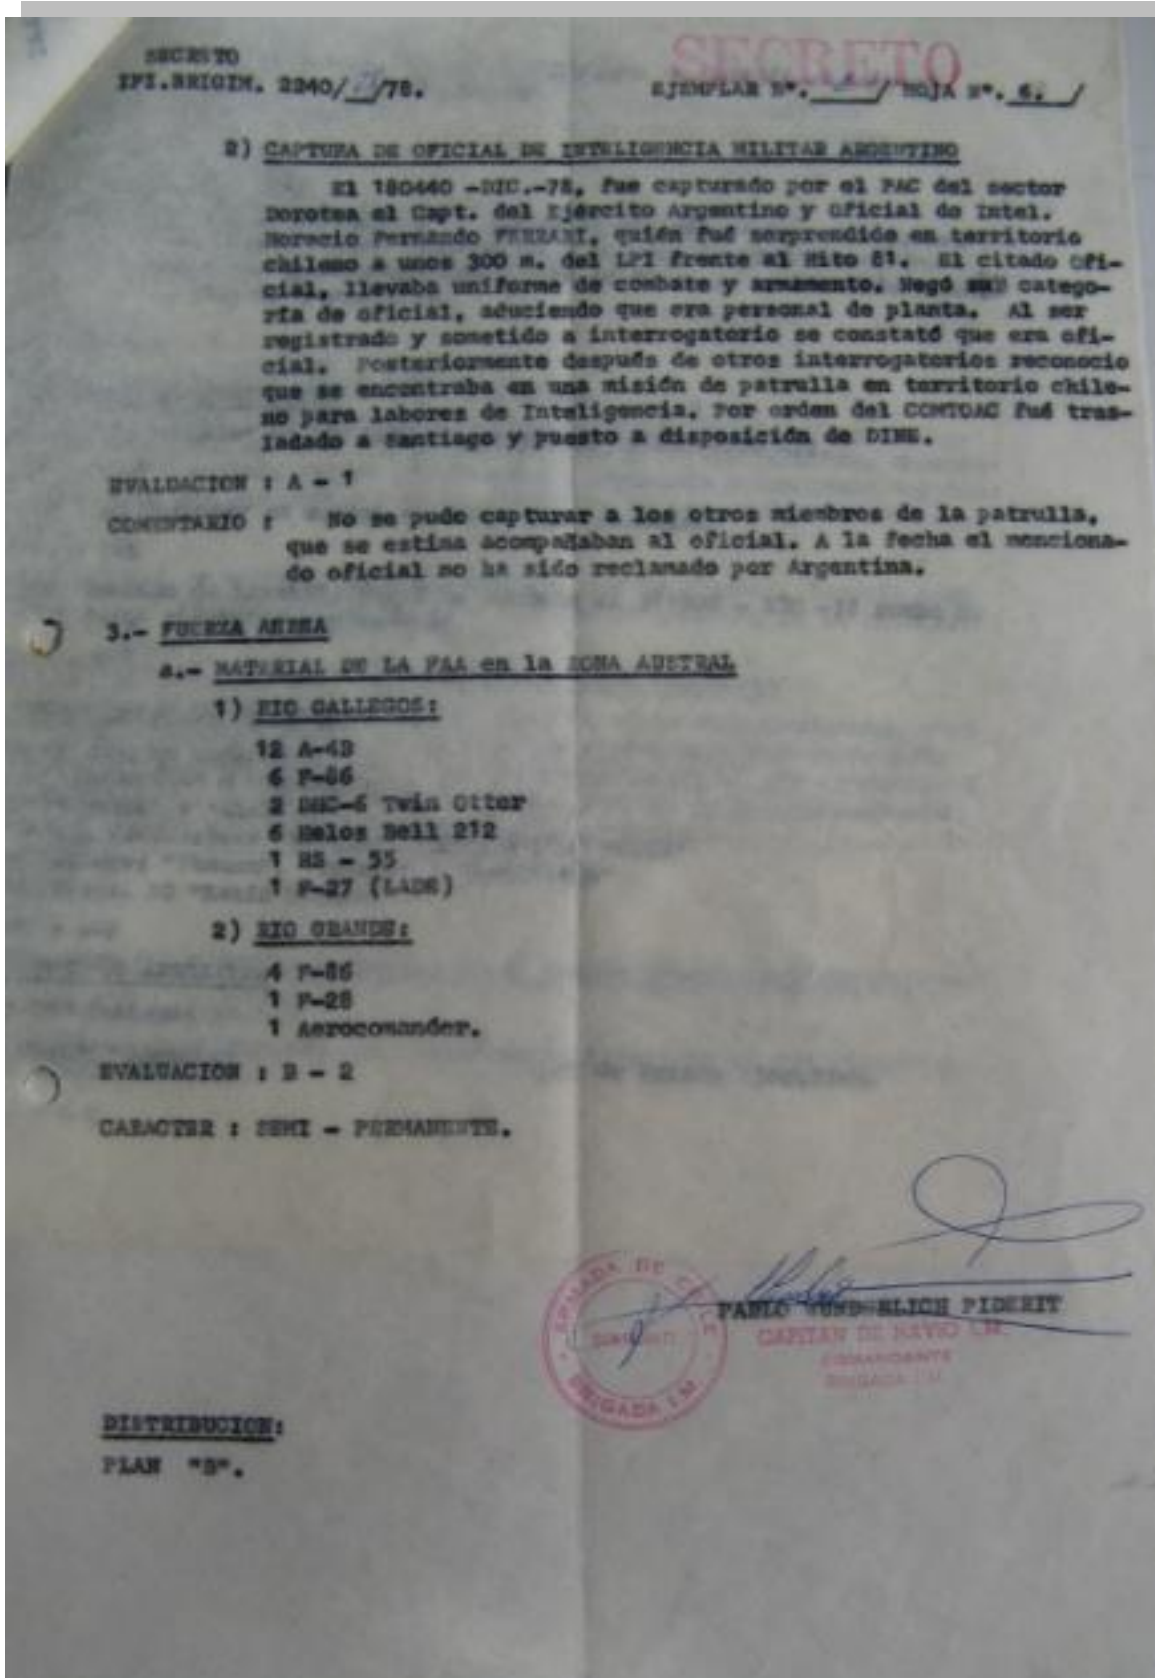 SECRETO
SECRETO
IPI.BRIGIM. 2240/ /78.
EJEMPLAR Nº. / HOJA Nº. 6. /
2) CAPTURA DE OFICIAL DE INTELIGENCIA MILITAR ARGENTINO
El 180440 -DIC.-78, fue capturado por el PAC del sector
Dorotea el Capt. del Ejército Argentino y Oficial de Intel.
Horacio Fernando FERRARI, quién fué sorprendido en territorio
chileno a unos 300 m. del LPI frente al Hito 81. El citado ofi-
cial, llevaba uniforme de combate y armamento. Negó catego-
ría de oficial, aduciendo que era personal de planta. Al ser
registrado y sometido a interrogatorio se constató que era ofi-
cial. Posteriormente después de otros interrogatorios reconocio
que se encontraba en una misión de patrulla en territorio chile-
no para labores de Inteligencia. Por orden del COMTOAC fué tras-
ladado a Santiago y puesto a disposición de DINE.
EVALUACION : A - 1
COMENTARIO : No se pudo capturar a los otros miembros de la patrulla,
que se estima acompañaban al oficial. A la fecha el menciona-
do oficial no ha sido reclamado por Argentina.
3.- FUERZA AEREA
a.- MATERIAL DE LA FAA en la ZONA AUSTRAL
1) RIO GALLEGOS:
12 A-4B
6 F-86
2 DHC-6 Twin Otter
6 Helos Bell 212
1 HS - 55
1 F-27 (LADE)
2) RIO GRANDE:
4 F-86
1 F-28
1 Aerocomander.
EVALUACION : B - 2
CARACTER : SEMI - PERMANENTE.
ARMADA DE CHILE
BRIGADA I.M.
PABLO WUNDERLICH PIDERIT
CAPITAN DE NAVIO I.M.
COMANDANTE
BRIGADA I.M.
DISTRIBUCION:
PLAN "B".